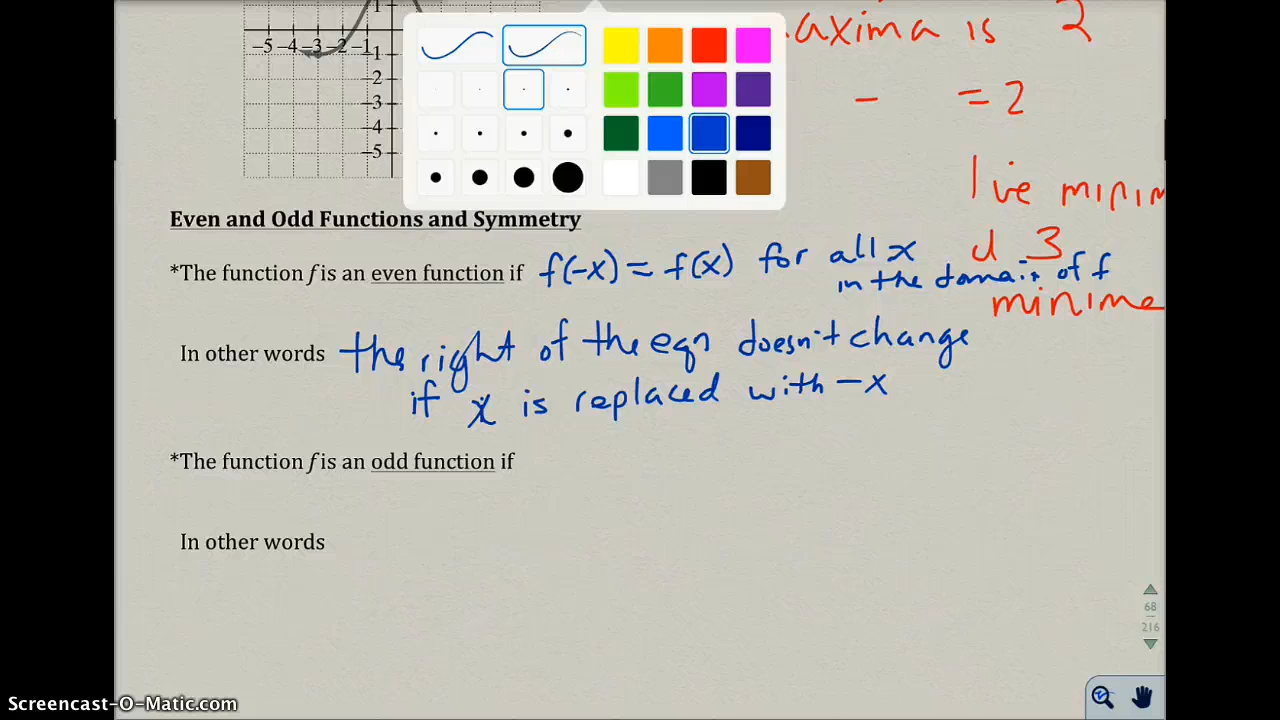 1
axima is 2
-5 -4 -3 -2 -1
-1
-2
-3
-4
-5
- = 2
ive minim
Even and Odd Functions and Symmetry
*The function f is an even function if f(-x) = f(x) for all x
in the domain of f
d 3
minime
In other words the right of the eqn doesn't change
if x is replaced with -x
*The function f is an odd function if
In other words
68
216
Screencast-O-Matic.com